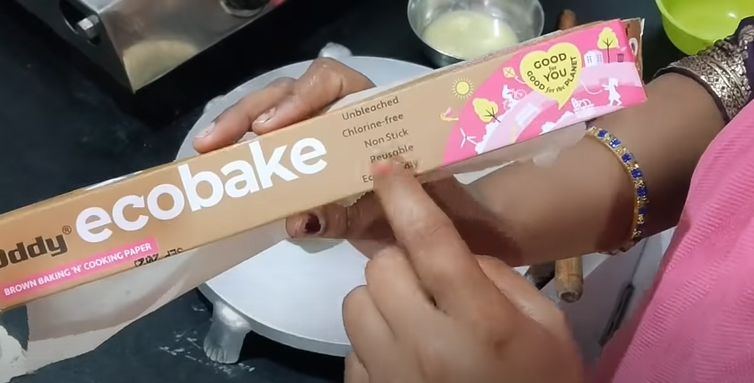 ecobake
BROWN BAKING 'N' COOKING PAPER
Unbleached
Chlorine-free
Non Stick
Reusable
GOOD
for
YOU
GOOD for the PLANET